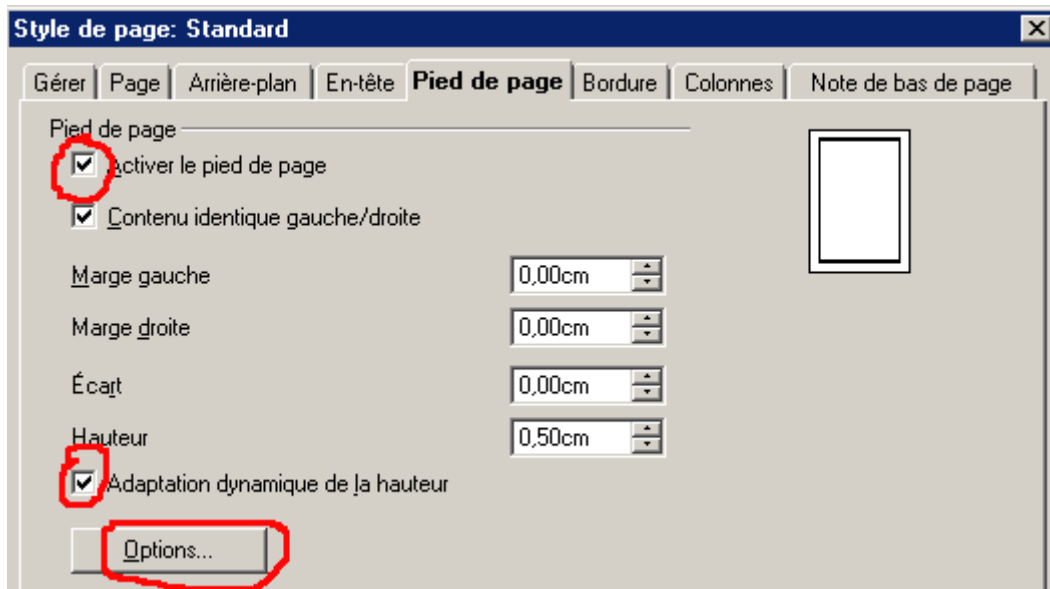 Style de page: Standard
Gérer Page Arrière-plan En-tête Pied de page Bordure Colonnes Note de bas de page
Pied de page
Activer le pied de page
Contenu identique gauche/droite
Marge gauche 0,00cm
Marge droite 0,00cm
Écart 0,00cm
Hauteur 0,50cm
Adaptation dynamique de la hauteur
Options...